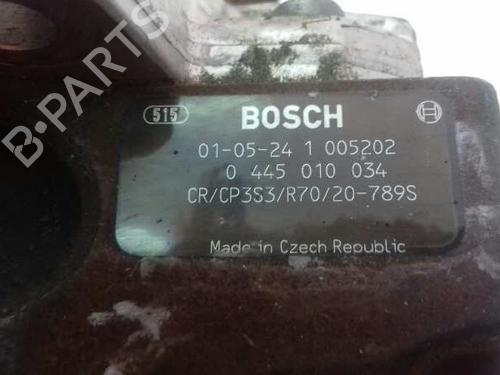 515 BOSCH
01-05-24 1 005202
0 445 010 034
CR/CP3S3/R70/20-789S
Made in Czech Republic
B-PARTS